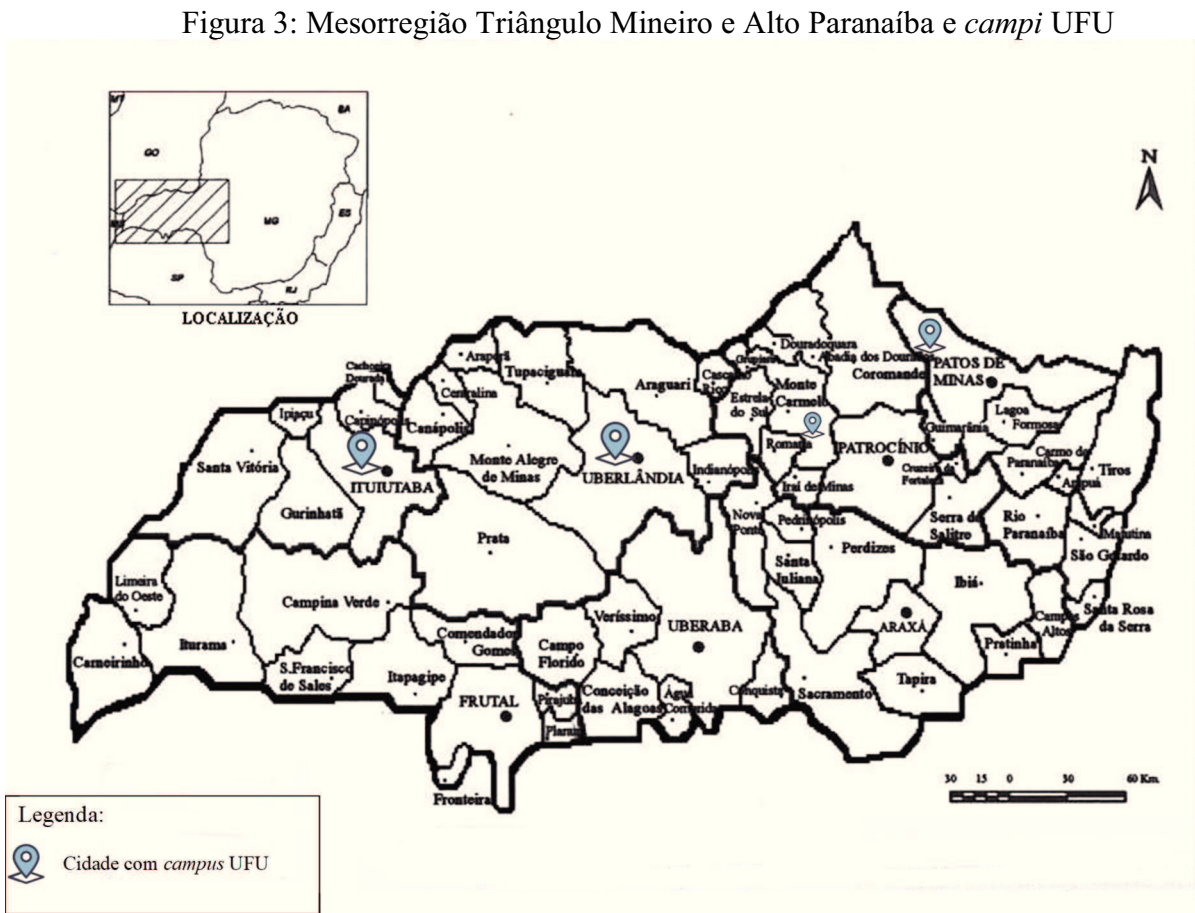 Figura 3: Mesorregião Triângulo Mineiro e Alto Paranaíba e campi UFU
MT
BA
GO
MG
ES
SP
RJ
LOCALIZAÇÃO
N
Cachoeira
Dourada
Araporã
Tupaciguara
Centralina
Ipiaçu
Capinópolis
Canápolis
Araguari
Cascalho
Rico
Grupiara
Douradoquara
Abadia dos Dourados
Coromandel
Estrela
do Sul
Monte
Carmelo
Romaria
PATOS DE
MINAS
Lagoa
Formosa
Guimarânia
Santa Vitória
ITUIUTABA
Monte Alegre
de Minas
UBERLÂNDIA
Indianópolis
Iraí de Minas
PATROCÍNIO
Cruzeiro da
Fortaleza
Carmo do
Paranaíba
Arapuá
Tiros
Gurinhatã
Prata
Nova
Ponte
Pedrinópolis
Perdizes
Serra do
Salitre
Rio
Paranaíba
Matutina
São Gotardo
Santa
Juliana
Limeira
do Oeste
Campina Verde
Ibiá
Campos
Altos
Santa Rosa
da Serra
Carneirinho
Iturama
Comendador
Gomes
Veríssimo
UBERABA
ARAXÁ
Pratinha
S.Francisco
de Sales
Itapagipe
Campo
Florido
Tapira
FRUTAL
Pirajuba
Conceição
das Alagoas
Água
Comprida
Conquista
Sacramento
Fronteira
30 15 0 30 60 Km.
Legenda:
Cidade com campus UFU